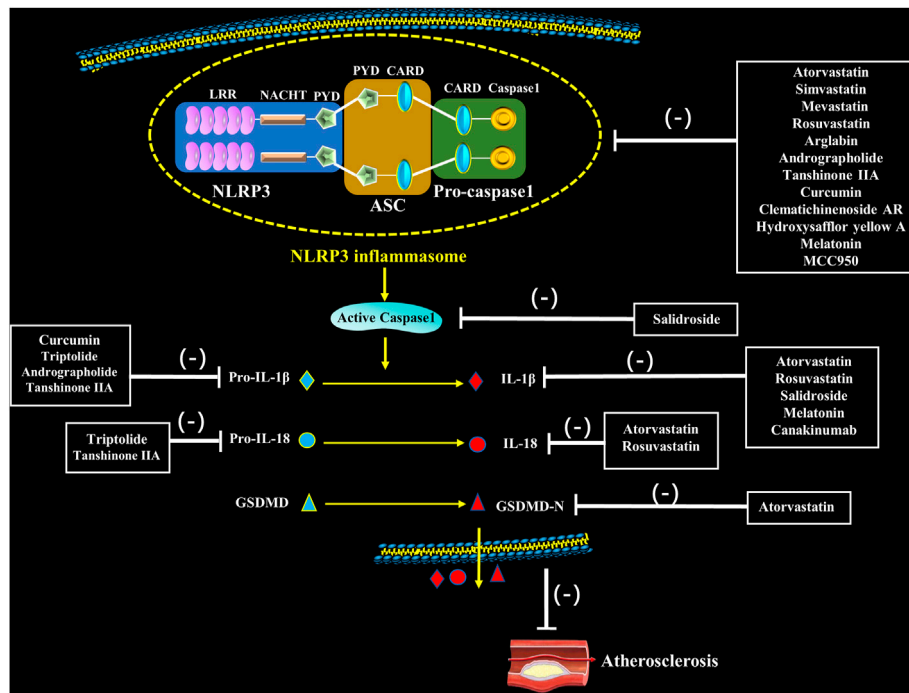 PYD CARD
LRR NACHT PYD
CARD Caspase1
NLRP3
ASC
Pro-caspase1
(-)
Atorvastatin
Simvastatin
Mevastatin
Rosuvastatin
Arglabin
Andrographolide
Tanshinone IIA
Curcumin
Clematichinenoside AR
Hydroxysafflor yellow A
Melatonin
MCC950
NLRP3 inflammasome
Active Caspase1
(-)
Salidroside
Curcumin
Triptolide
Andrographolide
Tanshinone IIA
(-)
Pro-IL-1β
IL-1β
(-)
Atorvastatin
Rosuvastatin
Salidroside
Melatonin
Canakinumab
Triptolide
Tanshinone IIA
(-)
Pro-IL-18
IL-18
(-)
Atorvastatin
Rosuvastatin
GSDMD
GSDMD-N
(-)
Atorvastatin
(-)
Atherosclerosis